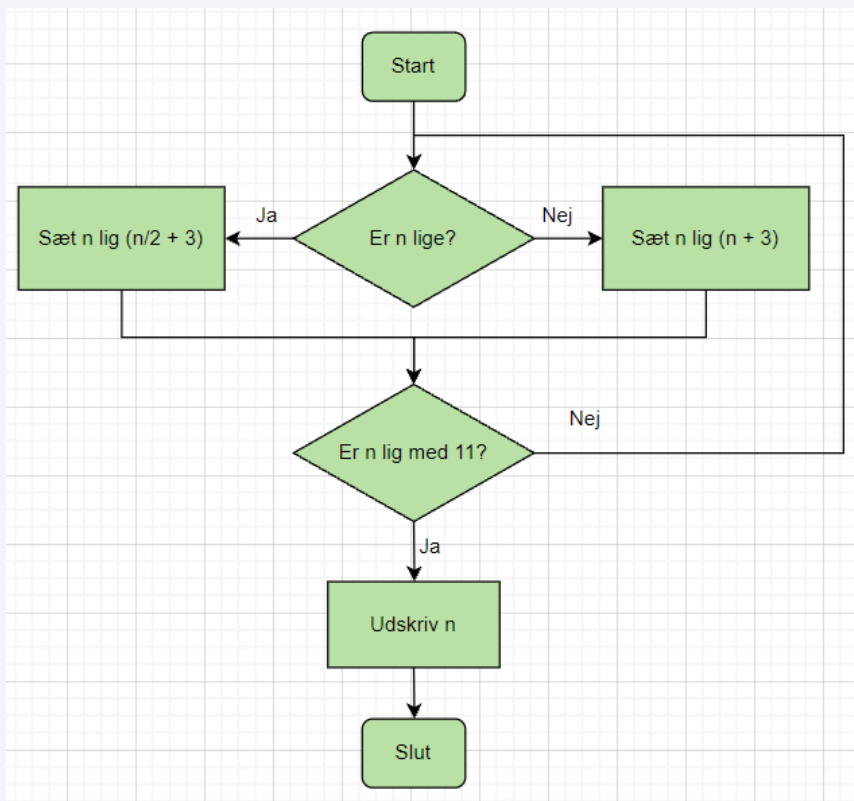 Start
Ja
Nej
Sæt n lig (n/2 + 3)
Er n lige?
Sæt n lig (n + 3)
Nej
Er n lig med 11?
Ja
Udskriv n
Slut